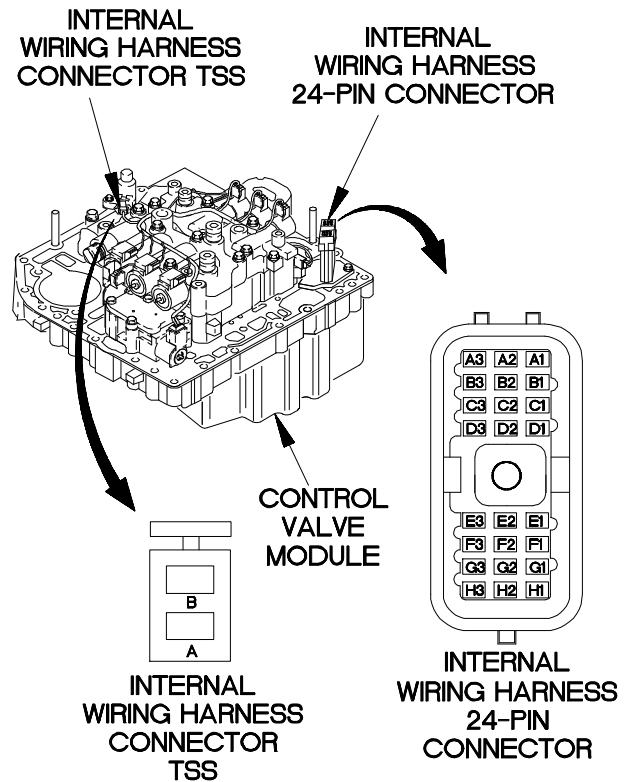 INTERNAL
WIRING HARNESS
CONNECTOR TSS
INTERNAL
WIRING HARNESS
24-PIN CONNECTOR
A3 A2 A1
B3 B2 B1
C3 C2 C1
D3 D2 D1
E3 E2 E1
F3 F2 F1
G3 G2 G1
H3 H2 H1
CONTROL
VALVE
MODULE
B
A
INTERNAL
WIRING HARNESS
CONNECTOR
TSS
INTERNAL
WIRING HARNESS
24-PIN
CONNECTOR